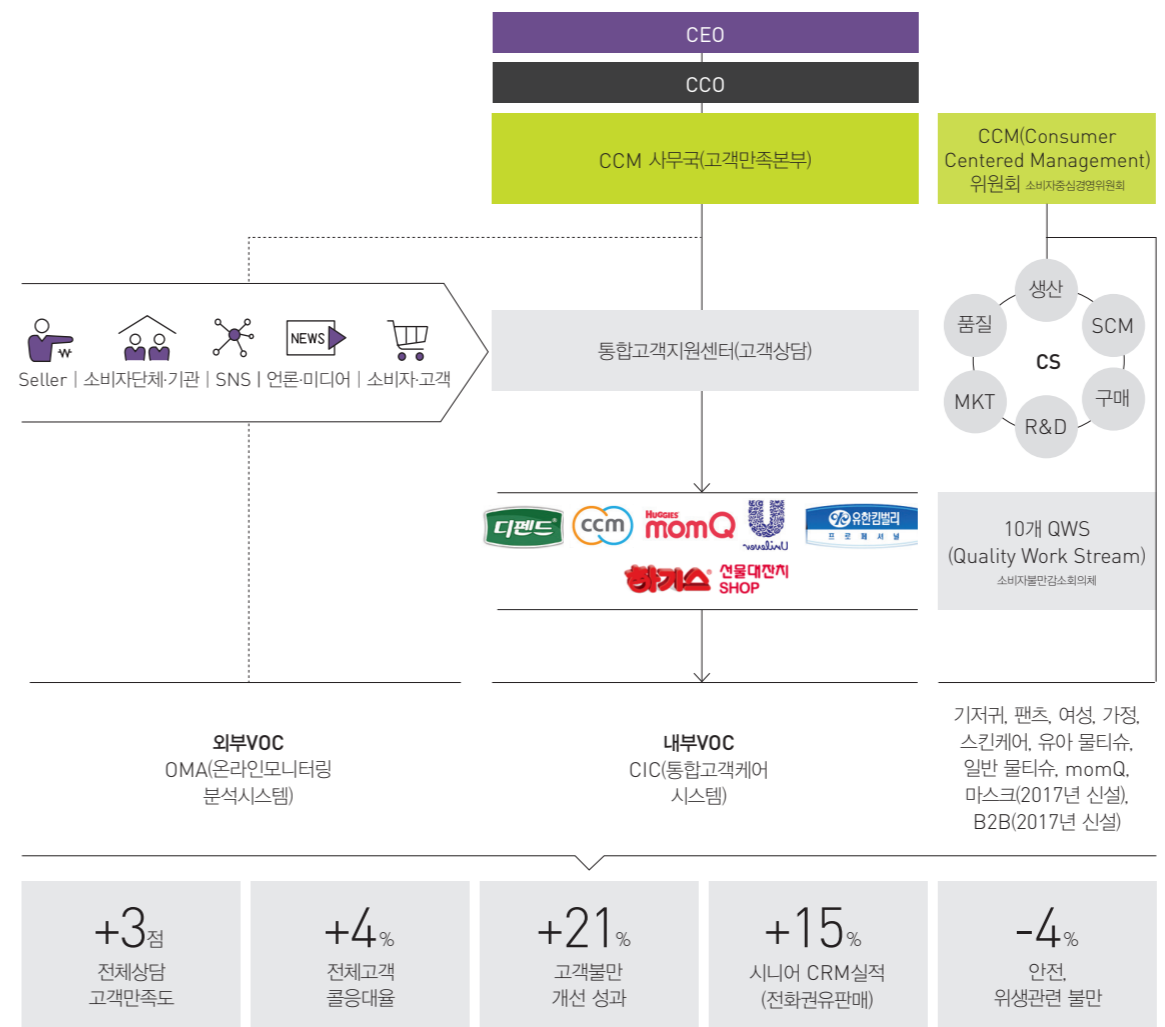 CEO
CCO
CCM 사무국(고객만족본부)
CCM(Consumer
Centered Management)
위원회 소비자중심경영위원회
NEWS
₩
Seller | 소비자단체·기관 | SNS | 언론·미디어 | 소비자·고객
통합고객지원센터(고객상담)
생산
품질
SCM
CS
MKT
구매
R&D
디펜드
ccm
HUGGIES
momQ
Unilever
유한킴벌리
프로페셔널
하기스
선물대잔치
SHOP
10개 QWS
(Quality Work Stream)
소비자불만감소회의체
외부VOC
OMA(온라인모니터링
분석시스템)
내부VOC
CIC(통합고객케어
시스템)
기저귀, 팬츠, 여성, 가정,
스킨케어, 유아 물티슈,
일반 물티슈, momQ,
마스크(2017년 신설),
B2B(2017년 신설)
+3점
전체상담
고객만족도
+4%
전체고객
콜응대율
+21%
고객불만
개선 성과
+15%
시니어 CRM실적
(전화권유판매)
-4%
안전,
위생관련 불만